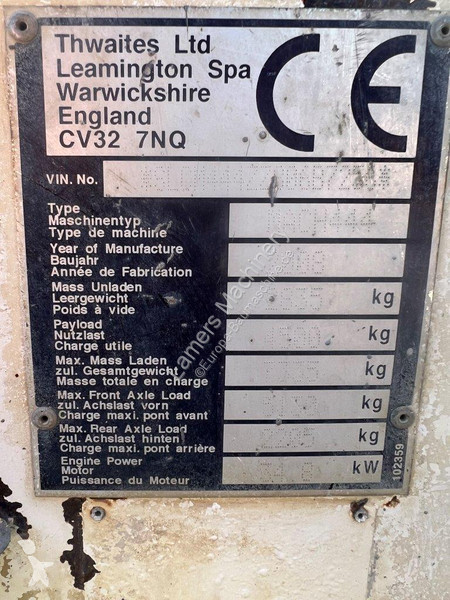 Thwaites Ltd
Leamington Spa
Warwickshire
England
CV32 7NQ
CE
VIN. No.
Type
Maschinentyp
Type de machine
Year of Manufacture
Baujahr
Année de Fabrication
Mass Unladen
Leergewicht
Poids à vide
kg
Payload
Nutzlast
Charge utile
kg
Max. Mass Laden
zul. Gesamtgewicht
Masse totale en charge
kg
Max. Front Axle Load
zul. Achslast vorn
Charge maxi. pont avant
kg
Max. Rear Axle Load
zul. Achslast hinten
Charge maxi. pont arrière
kg
Engine Power
Motor
Puissance du Moteur
kW
102359
Lamers Machinery